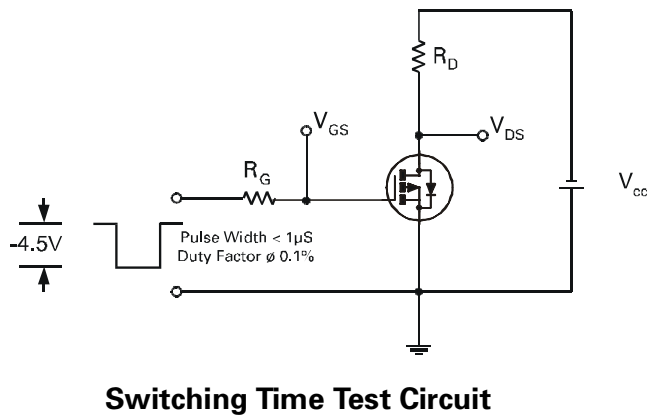 R_D
V_GS
V_DS
R_G
V_cc
-4.5V
Pulse Width < 1µS
Duty Factor ø 0.1%
Switching Time Test Circuit